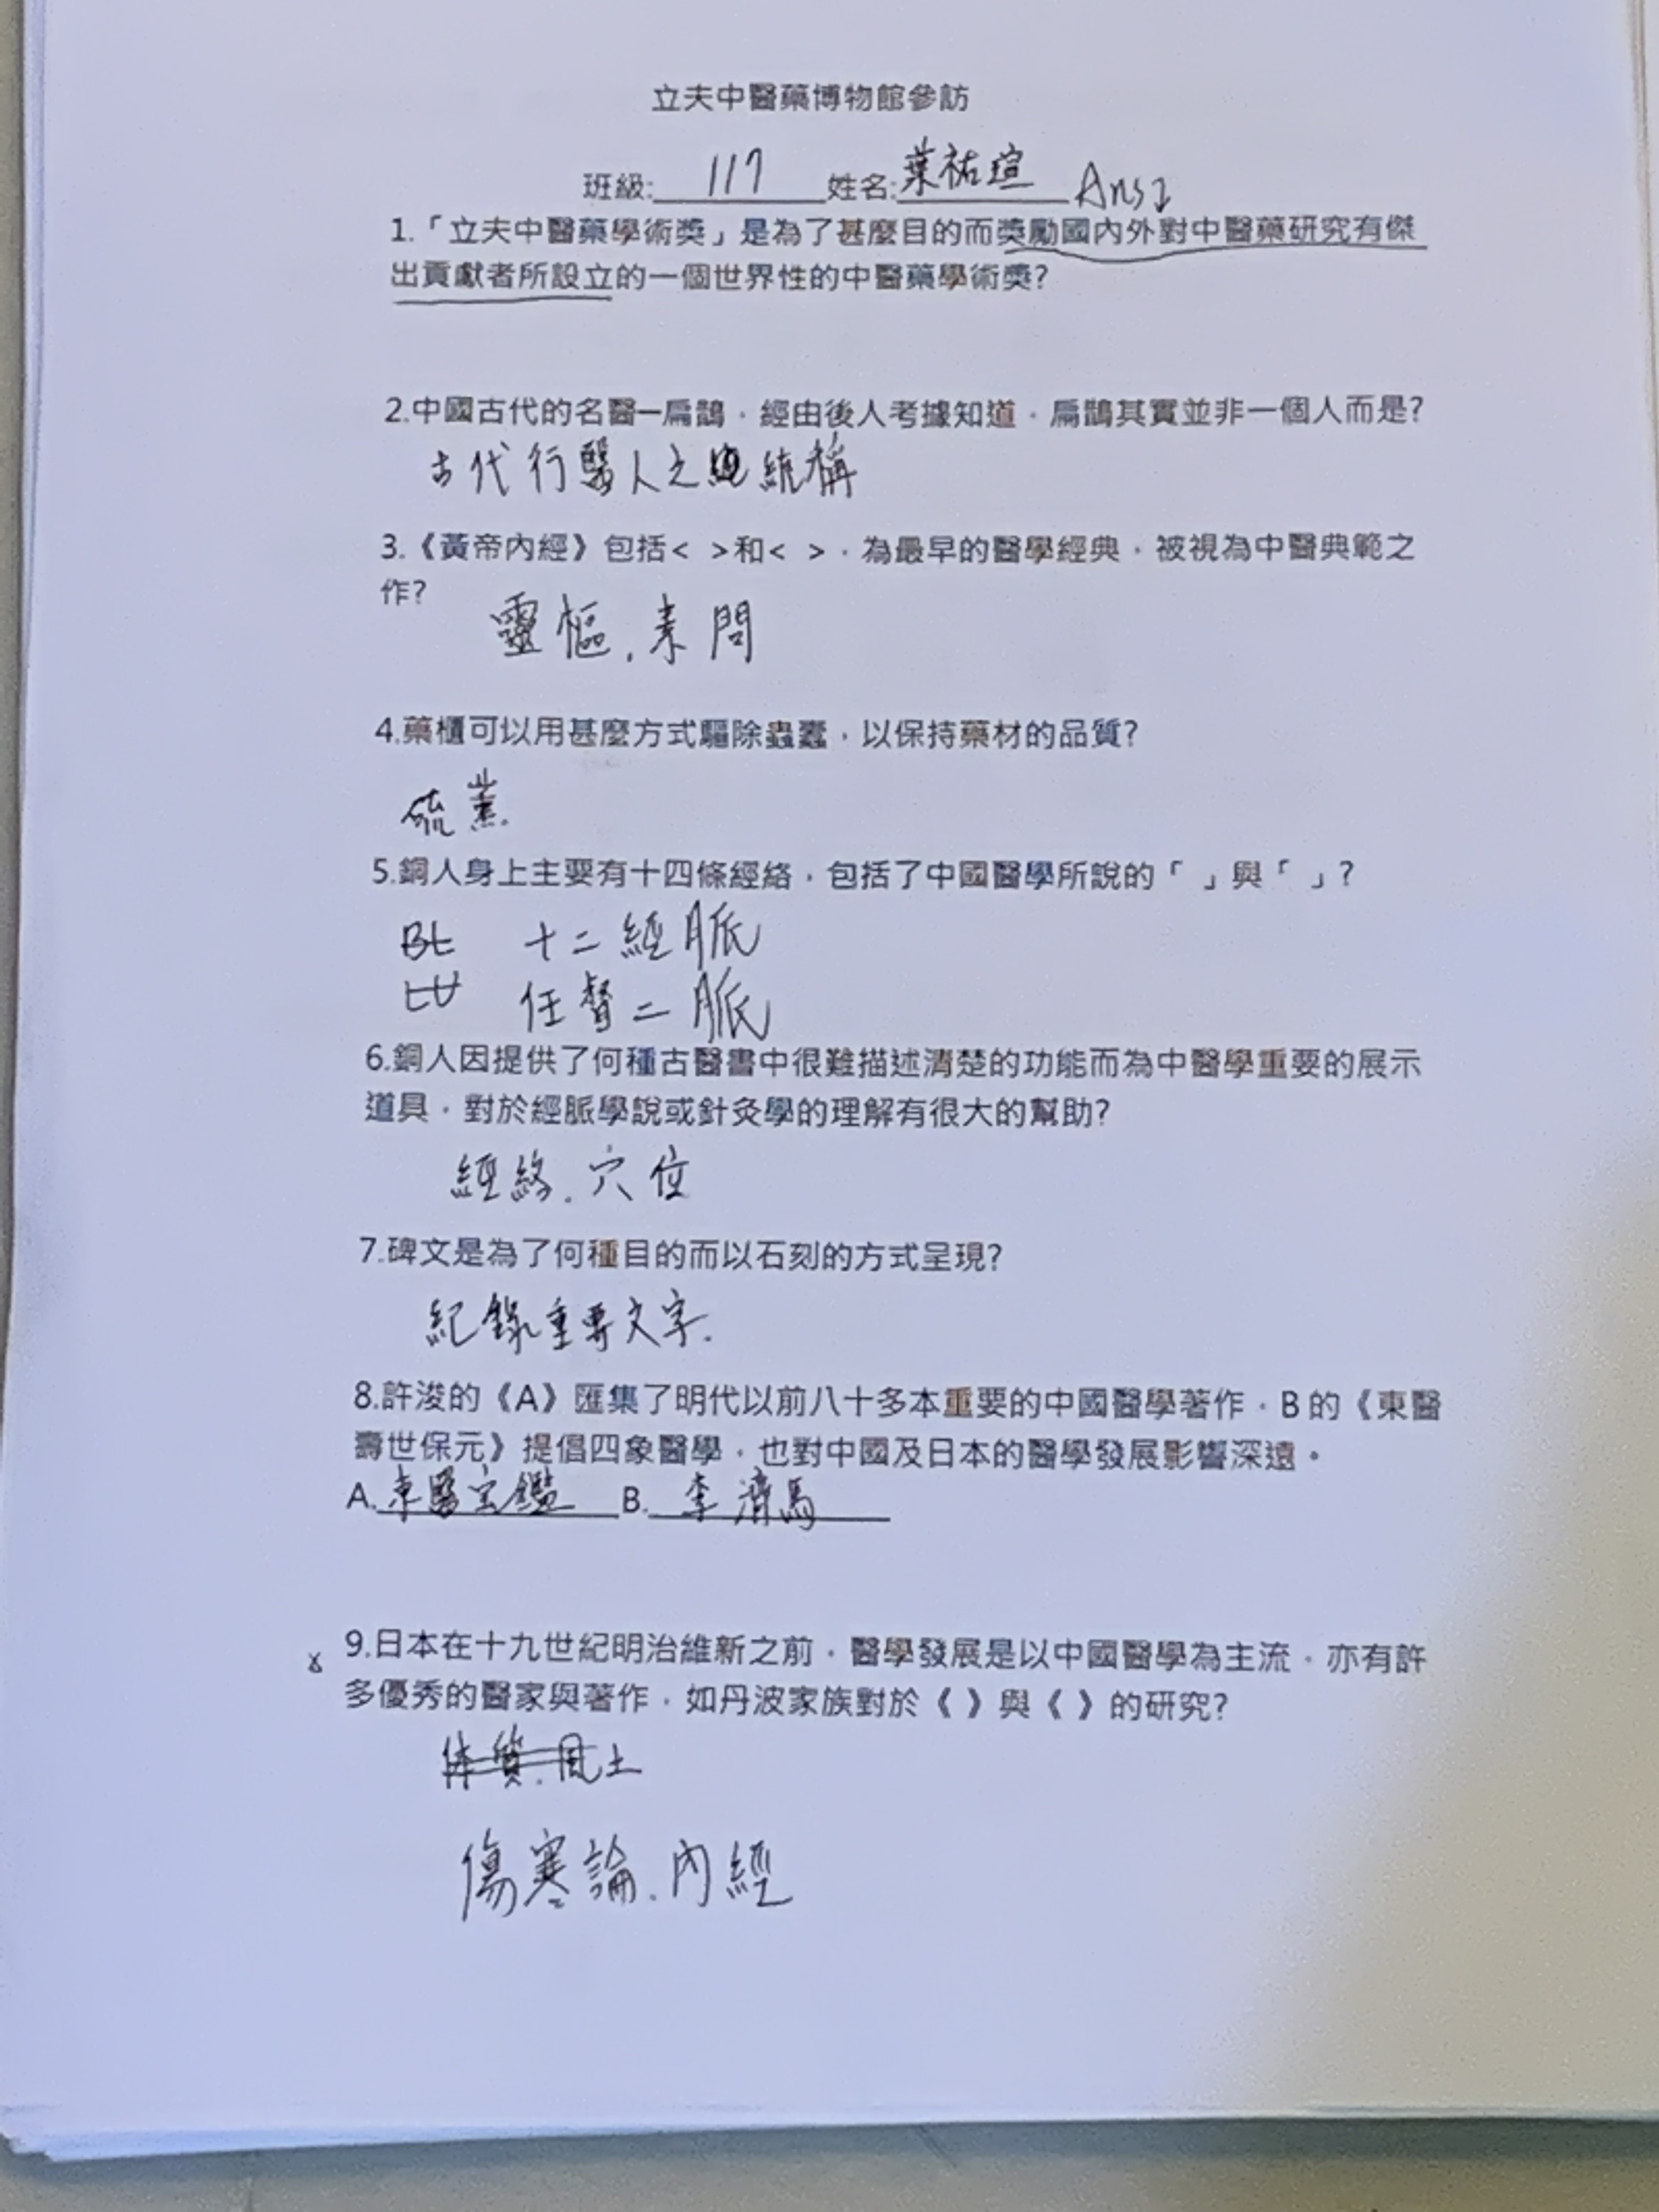 立夫中醫藥博物館參訪
班級: 117 姓名: 葉祐瑄 Ans2
1.「立夫中醫藥學術獎」是為了甚麼目的而獎勵國內外對中醫藥研究有傑
出貢獻者所設立的一個世界性的中醫藥學術獎?
2.中國古代的名醫—扁鵲,經由後人考據知道,扁鵲其實並非一個人而是?
古代行醫人之統稱
3.《黃帝內經》包括< >和< >,為最早的醫學經典,被視為中醫典範之
作?
靈樞,素問
4.藥櫃可以用甚麼方式驅除蟲蠹,以保持藥材的品質?
硫薰.
5.銅人身上主要有十四條經絡,包括了中國醫學所說的「 」與「 」?
十二經脈
任督二脈
6.銅人因提供了何種古醫書中很難描述清楚的功能而為中醫學重要的展示
道具,對於經脈學說或針灸學的理解有很大的幫助?
經絡.穴位
7.碑文是為了何種目的而以石刻的方式呈現?
紀錄重要文字.
8.許浚的《A》匯集了明代以前八十多本重要的中國醫學著作,B 的《東醫
壽世保元》提倡四象醫學,也對中國及日本的醫學發展影響深遠。
A.東醫寶鑑 B.李濟馬
9.日本在十九世紀明治維新之前,醫學發展是以中國醫學為主流,亦有許
多優秀的醫家與著作,如丹波家族對於《 》與《 》的研究?
傷寒論.內經